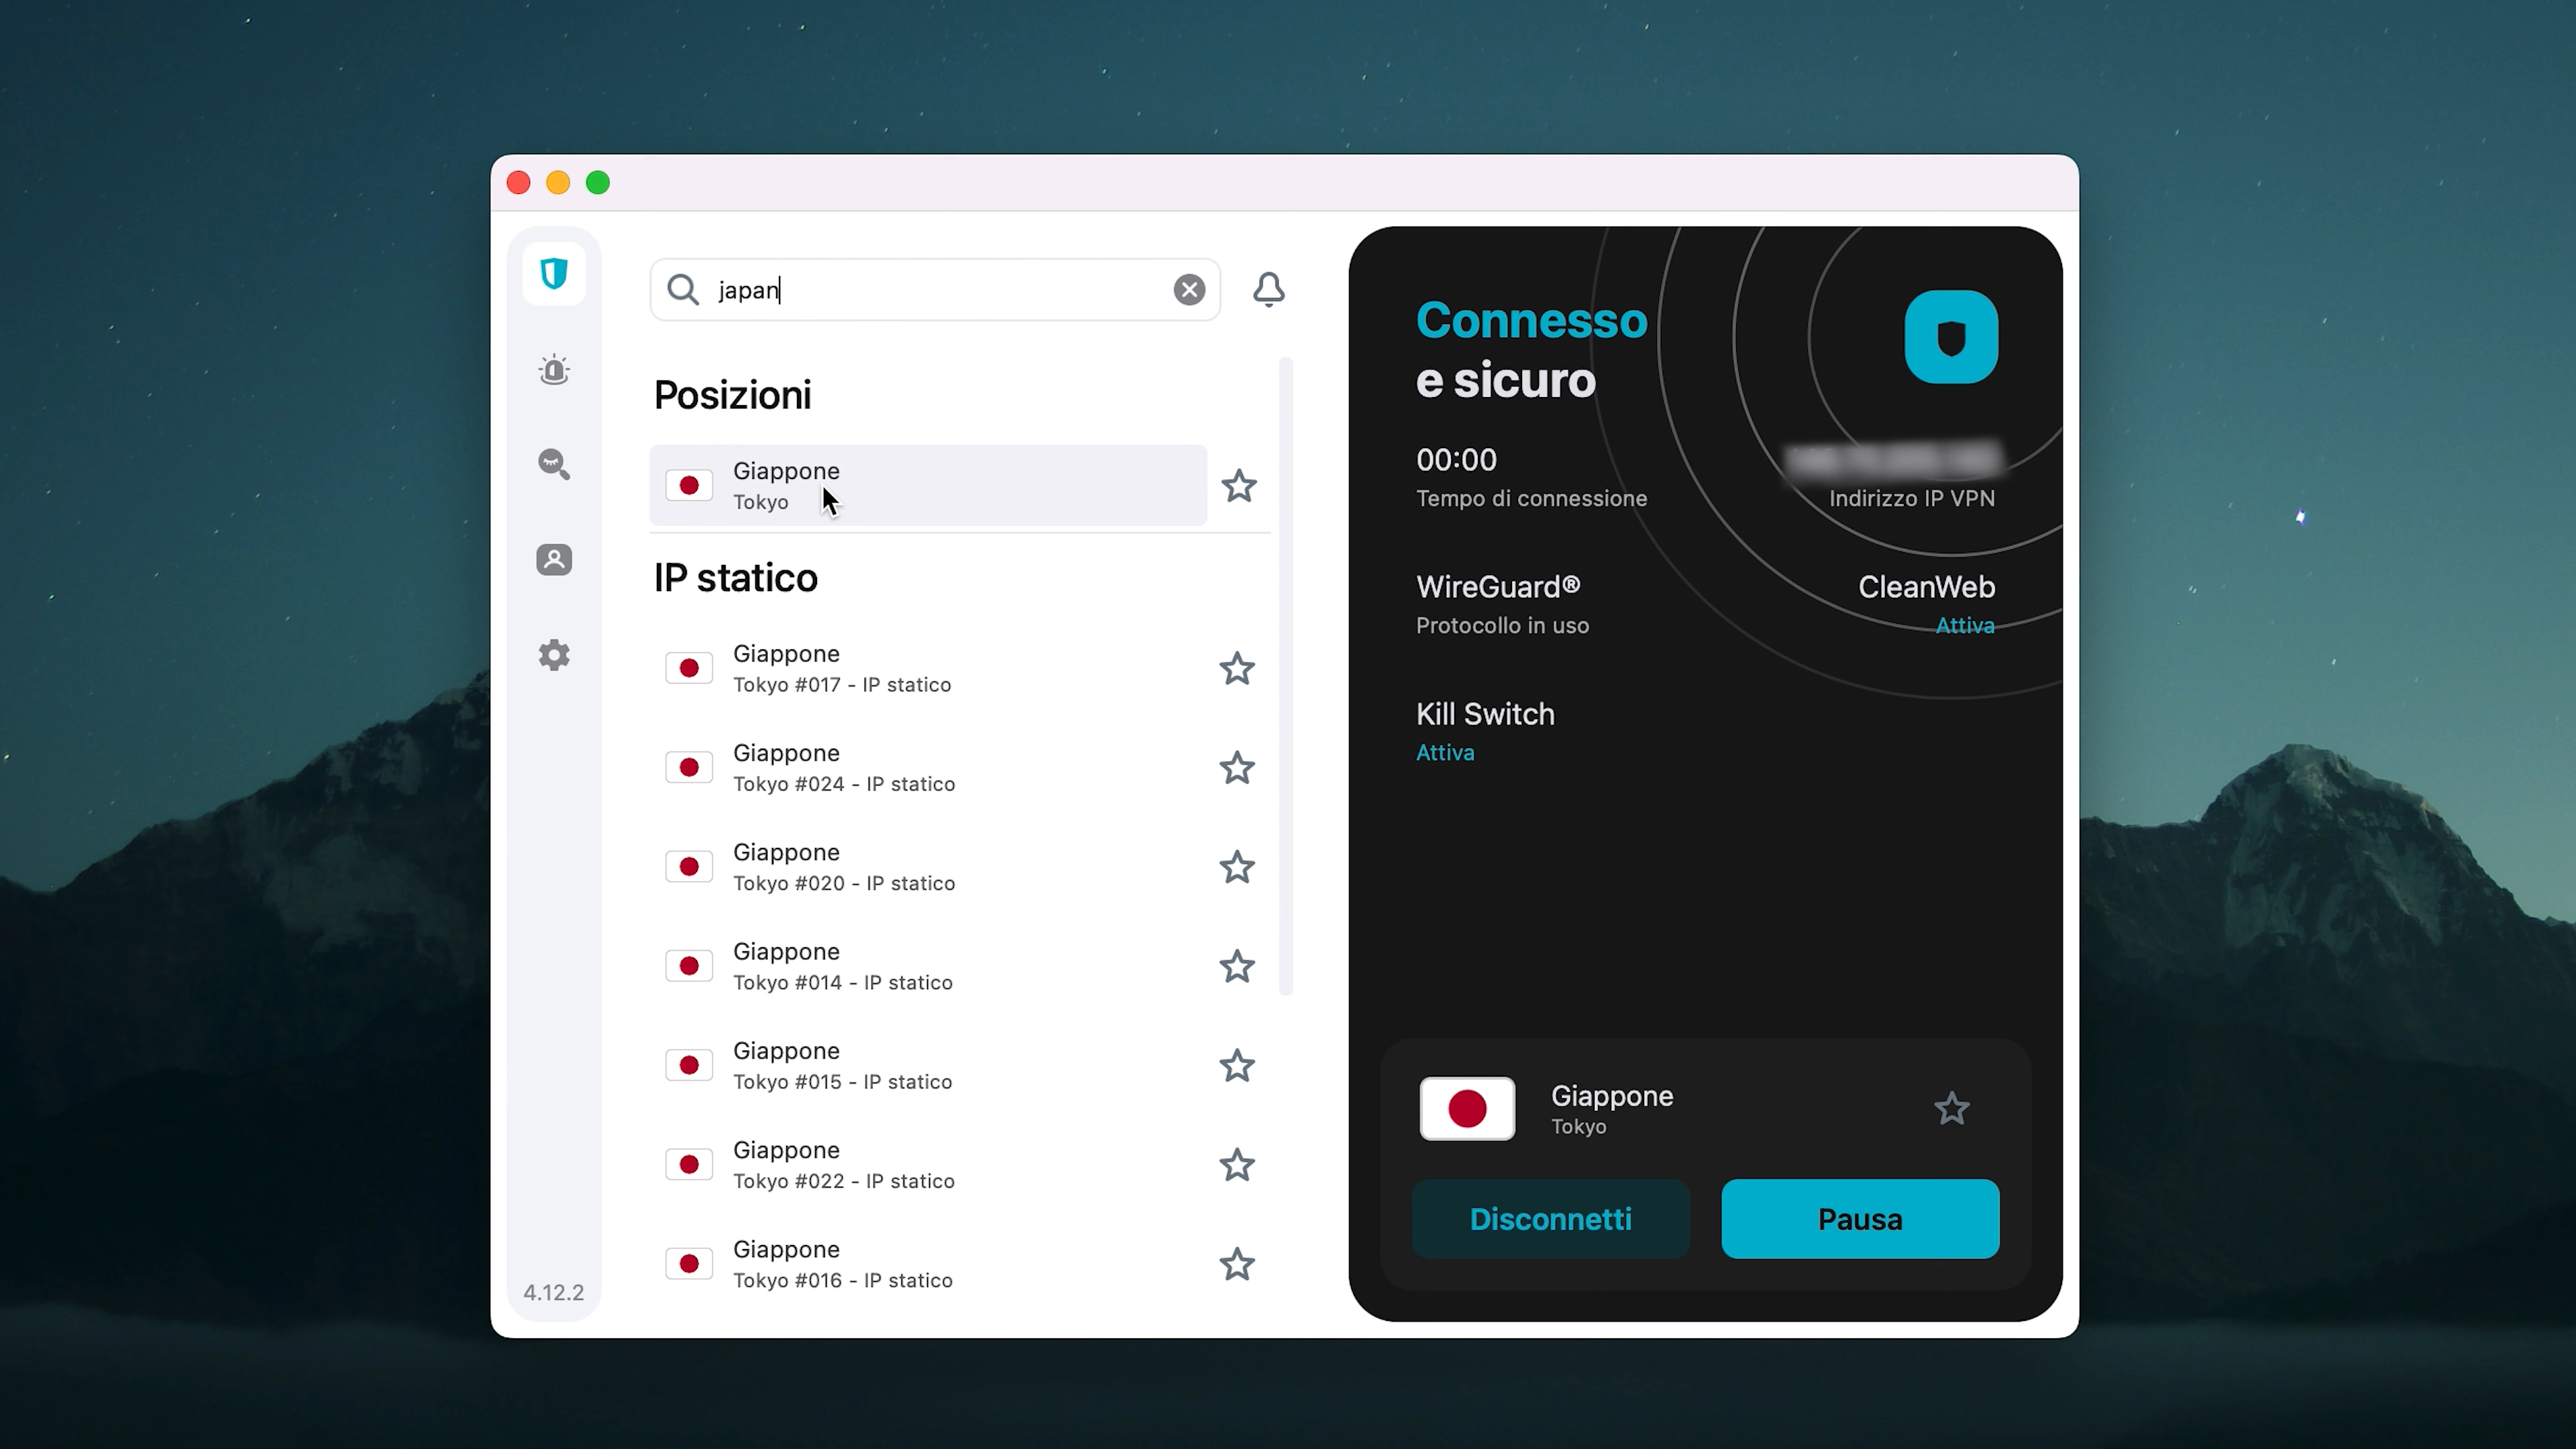 japan
Posizioni
Giappone
Tokyo
IP statico
Giappone
Tokyo #017 - IP statico
Giappone
Tokyo #024 - IP statico
Giappone
Tokyo #020 - IP statico
Giappone
Tokyo #014 - IP statico
Giappone
Tokyo #015 - IP statico
Giappone
Tokyo #022 - IP statico
Giappone
Tokyo #016 - IP statico
4.12.2
Connesso
e sicuro
00:00
Tempo di connessione
Indirizzo IP VPN
WireGuard®
Protocollo in uso
CleanWeb
Attiva
Kill Switch
Attiva
Giappone
Tokyo
Disconnetti
Pausa